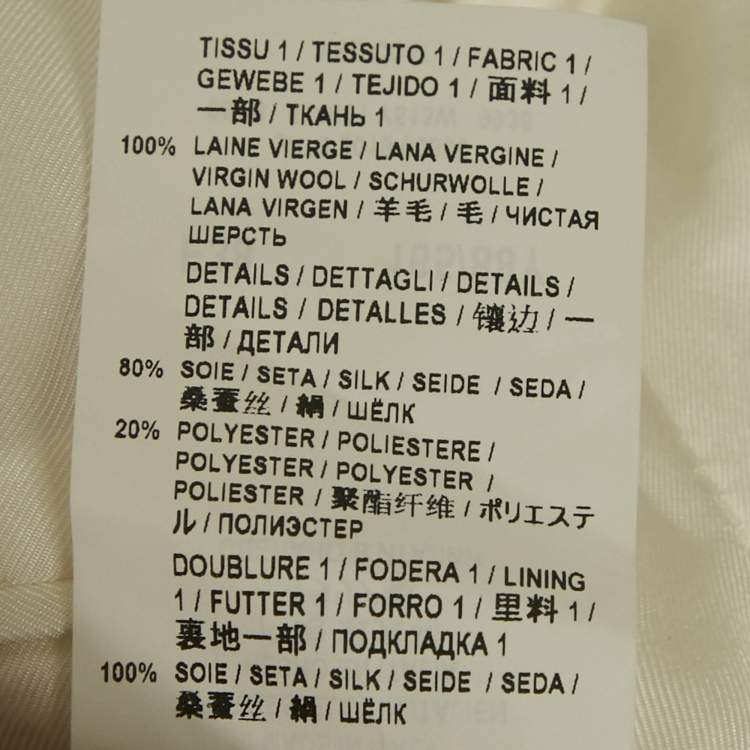 TISSU 1 / TESSUTO 1 / FABRIC 1 /
GEWEBE 1 / TEJIDO 1 / 面料 1 /
一部 / ТКАНЬ 1
100% LAINE VIERGE / LANA VERGINE /
VIRGIN WOOL / SCHURWOLLE /
LANA VIRGEN / 羊毛 / 毛 / ЧИСТАЯ
ШЕРСТЬ
DETAILS / DETTAGLI / DETAILS /
DETAILS / DETALLES / 镶边 / 一
部 / ДЕТАЛИ
80% SOIE / SETA / SILK / SEIDE / SEDA /
桑蚕丝 / 絹 / ШЁЛК
20% POLYESTER / POLIESTERE /
POLYESTER / POLYESTER /
POLIESTER / 聚酯纤维 / ポリエステ
ル / ПОЛИЭСТЕР
DOUBLURE 1 / FODERA 1 / LINING
1 / FUTTER 1 / FORRO 1 / 里料 1 /
裏地一部 / ПОДКЛАДКА 1
100% SOIE / SETA / SILK / SEIDE / SEDA /
桑蚕丝 / 絹 / ШЁЛК